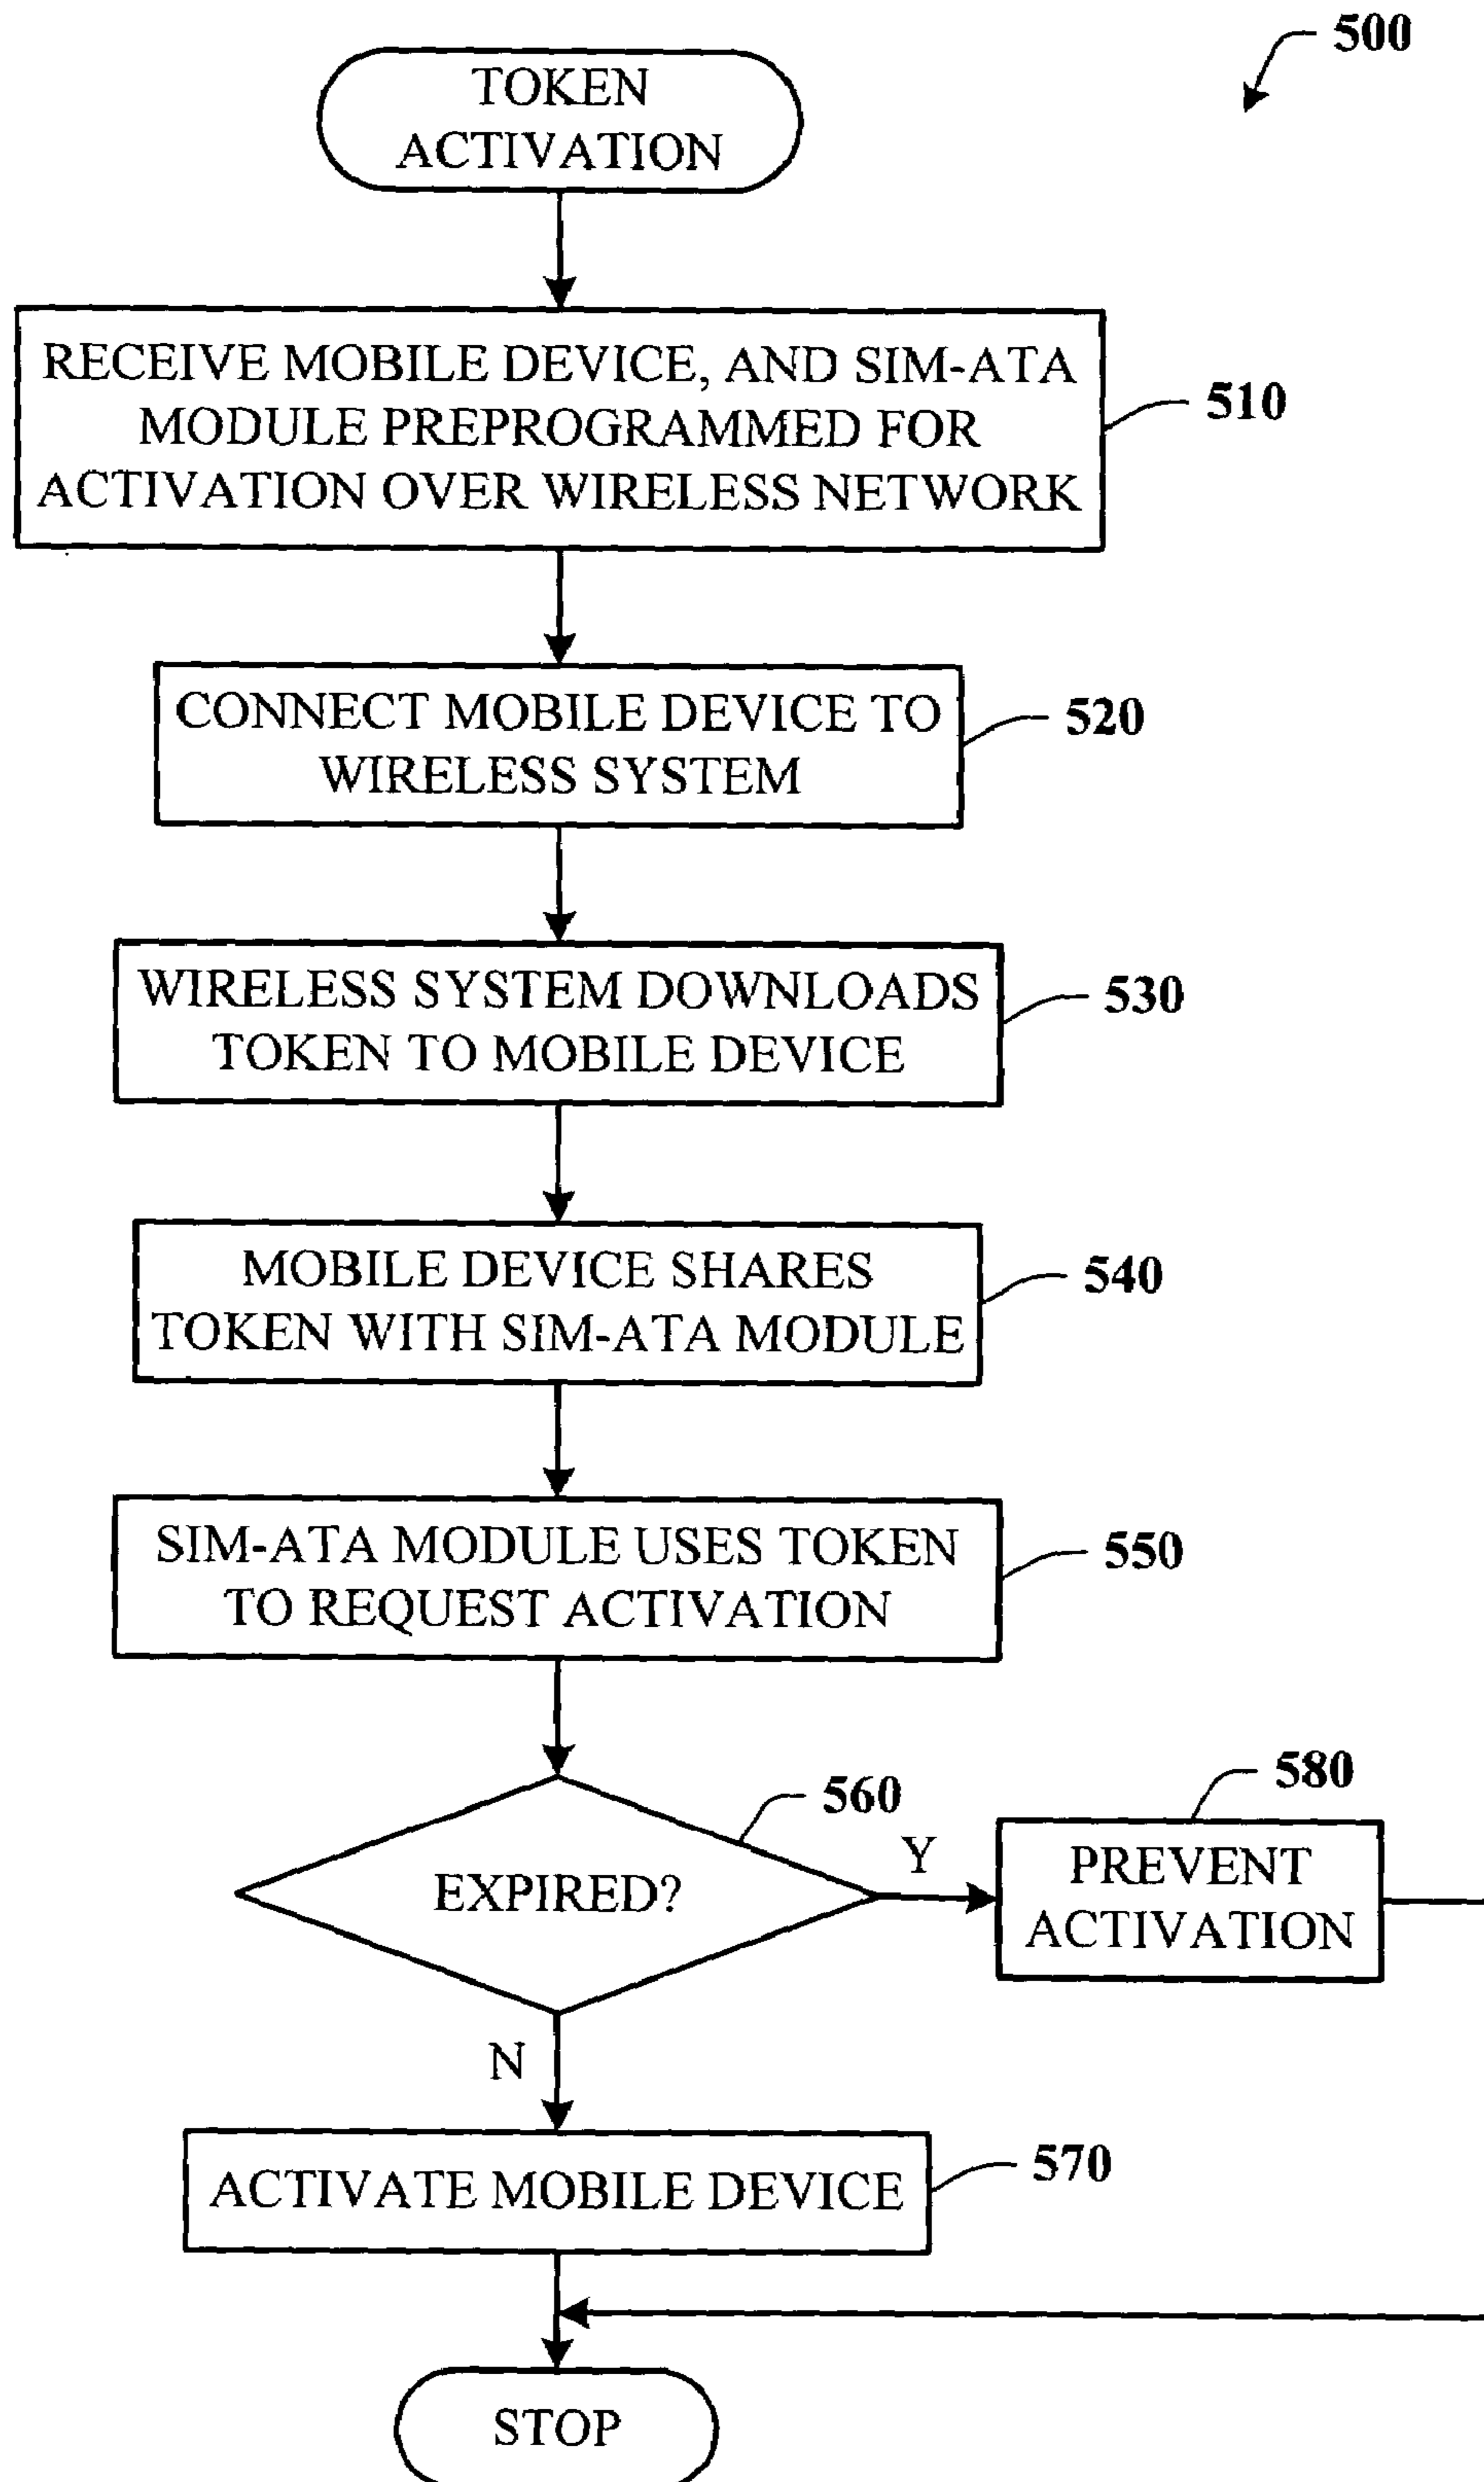 500
TOKEN
ACTIVATION
RECEIVE MOBILE DEVICE, AND SIM-ATA
MODULE PREPROGRAMMED FOR
ACTIVATION OVER WIRELESS NETWORK
510
CONNECT MOBILE DEVICE TO
WIRELESS SYSTEM
520
WIRELESS SYSTEM DOWNLOADS
TOKEN TO MOBILE DEVICE
530
MOBILE DEVICE SHARES
TOKEN WITH SIM-ATA MODULE
540
SIM-ATA MODULE USES TOKEN
TO REQUEST ACTIVATION
550
EXPIRED?
560
Y
PREVENT
ACTIVATION
580
N
ACTIVATE MOBILE DEVICE
570
STOP